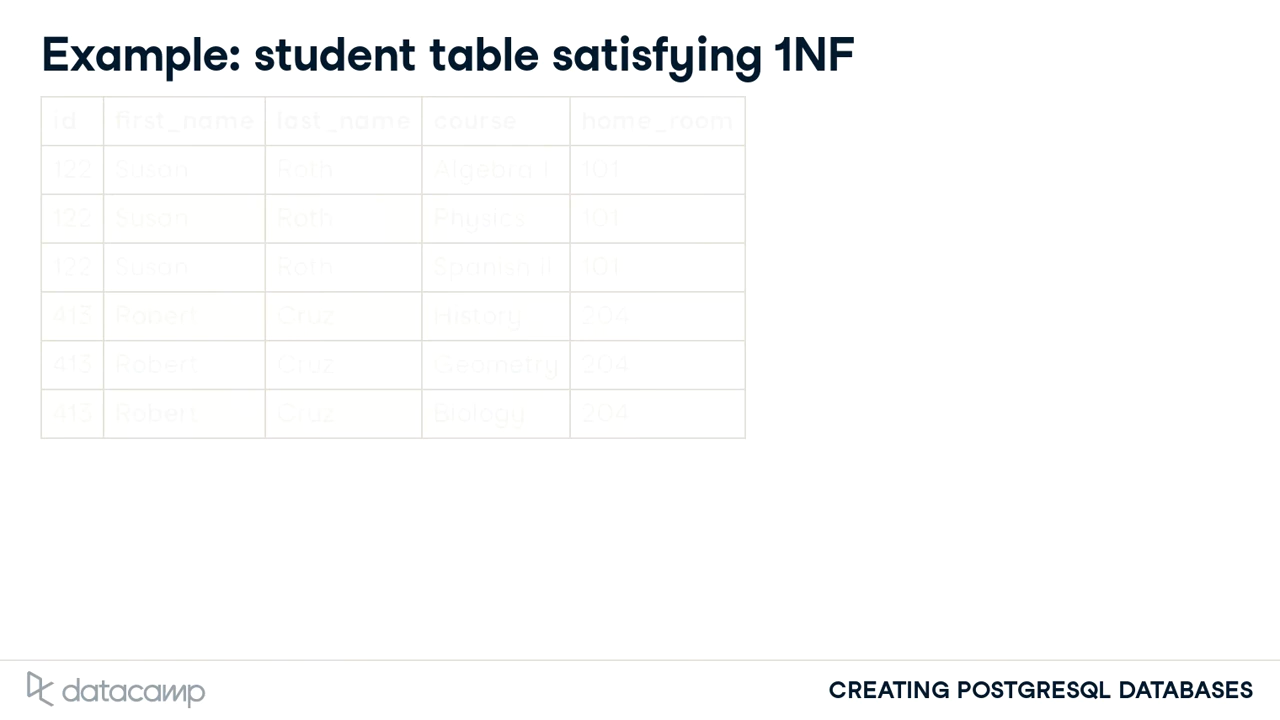 Example: student table satisfying 1NF
id first_name last_name course home_room
122 Susan Roth Algebra I 101
122 Susan Roth Physics 101
122 Susan Roth Spanish II 101
413 Robert Cruz History 204
413 Robert Cruz Geometry 204
413 Robert Cruz Biology 204
datacamp
CREATING POSTGRESQL DATABASES